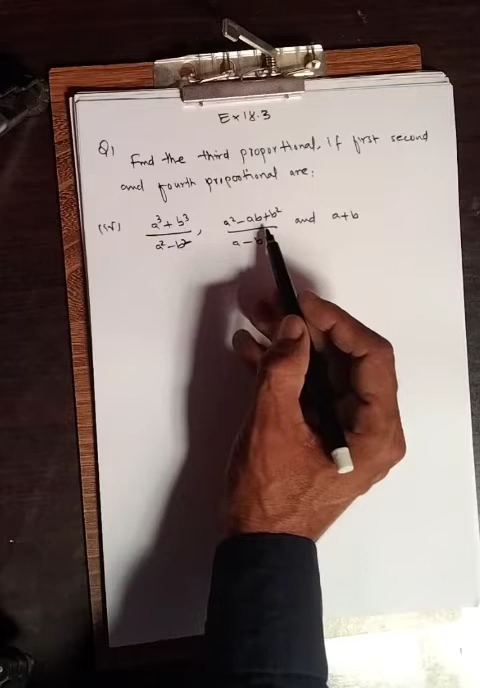 Ex 18.3
Q1 Find the third proportional, if first second
and fourth proportional are:
(iv) a³+b³/a²-b², a²-ab+b²/a-b and a+b